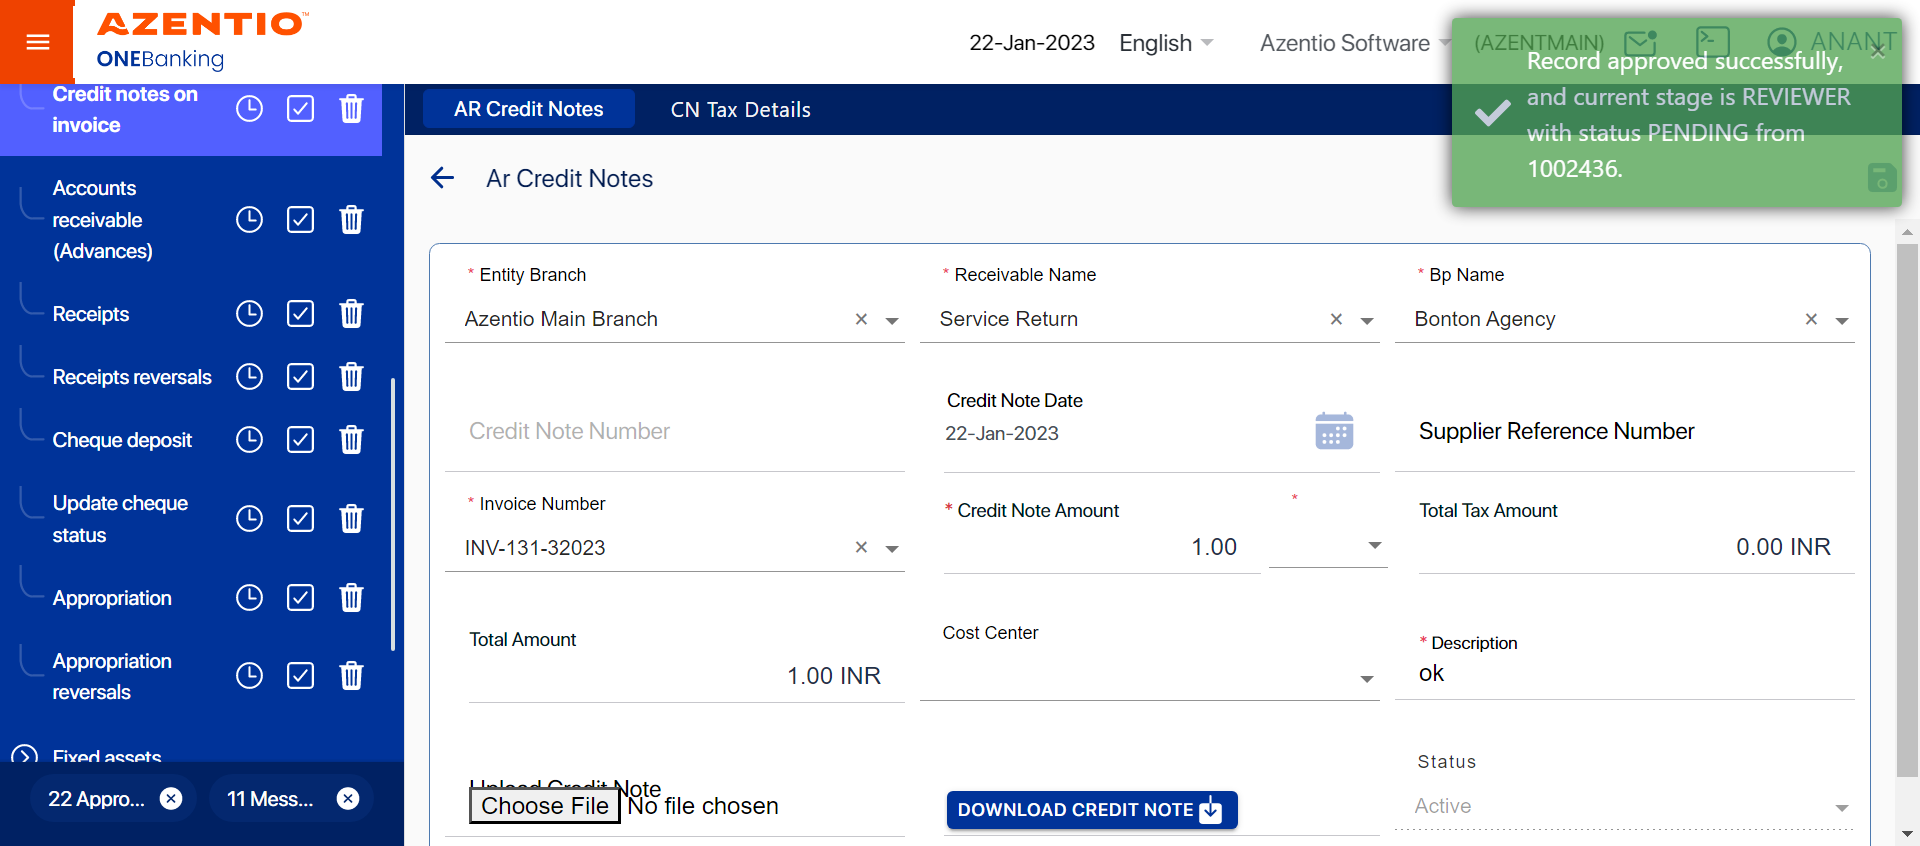 AZENTIO™
ONEBanking
22-Jan-2023
English
Azentio Software
(AZENTMAIN)
ANANT
Record approved successfully,
and current stage is REVIEWER
with status PENDING from
1002436.
Credit notes on
invoice
Accounts
receivable
(Advances)
Receipts
Receipts reversals
Cheque deposit
Update cheque
status
Appropriation
Appropriation
reversals
Fixed assets
22 Appro...
11 Mess...
AR Credit Notes
CN Tax Details
Ar Credit Notes
* Entity Branch
Azentio Main Branch
* Receivable Name
Service Return
* Bp Name
Bonton Agency
Credit Note Number
Credit Note Date
22-Jan-2023
Supplier Reference Number
* Invoice Number
INV-131-32023
* Credit Note Amount
1.00
*
Total Tax Amount
0.00 INR
Total Amount
1.00 INR
Cost Center
* Description
ok
Upload Credit Note
Choose File No file chosen
DOWNLOAD CREDIT NOTE
Status
Active